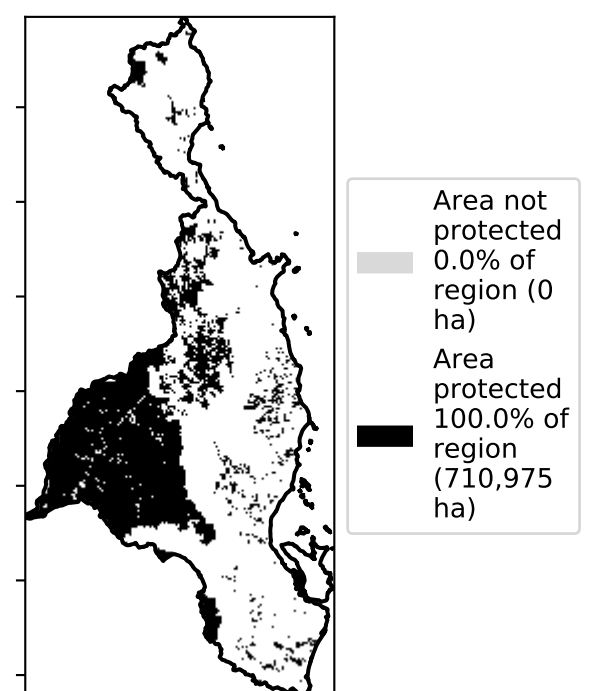 Area not
protected
0.0% of
region (0
ha)
Area
protected
100.0% of
region
(710,975
ha)